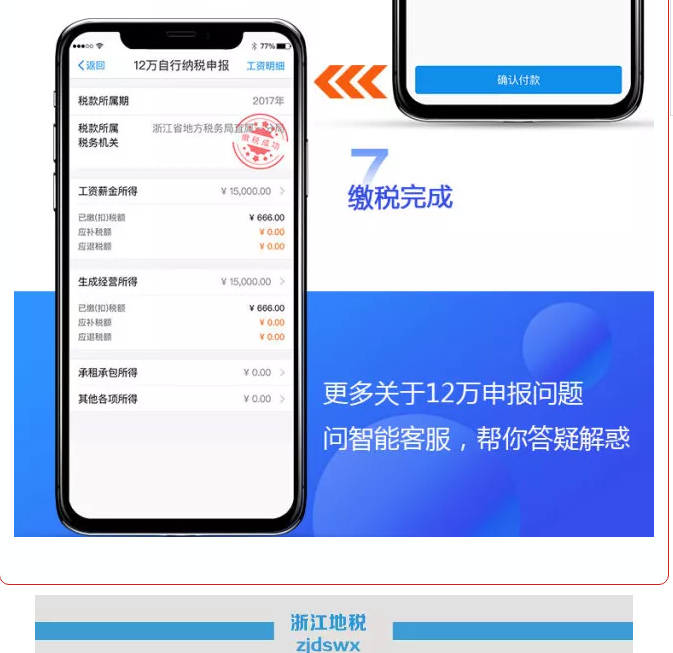 77%
返回 12万自行纳税申报 工资明细
税款所属期 2017年
税款所属
税务机关
浙江省地方税务局直属
缴税成功
工资薪金所得 ¥ 15,000.00
已缴(扣)税额 ¥ 666.00
应补税额 ¥ 0.00
应退税额 ¥ 0.00
生成经营所得 ¥ 15,000.00
已缴(扣)税额 ¥ 666.00
应补税额 ¥ 0.00
应退税额 ¥ 0.00
承租承包所得 ¥ 0.00
其他各项所得 ¥ 0.00
确认付款
7
缴税完成
更多关于12万申报问题
问智能客服，帮你答疑解惑
浙江地税
zjdswx